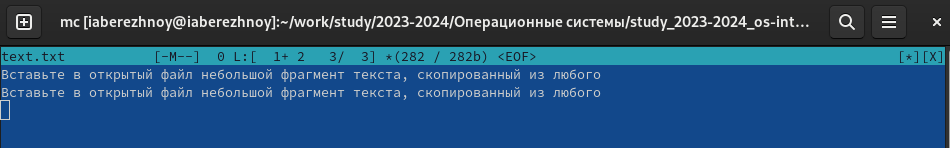 mc [iaberezhnoy@iaberezhnoy]:~/work/study/2023-2024/Операционные системы/study_2023-2024_os-int...
text.txt [-M--] 0 L:[ 1+ 2 3/ 3] *(282 / 282b) <EOF> [*][X]
Вставьте в открытый файл небольшой фрагмент текста, скопированный из любого
Вставьте в открытый файл небольшой фрагмент текста, скопированный из любого